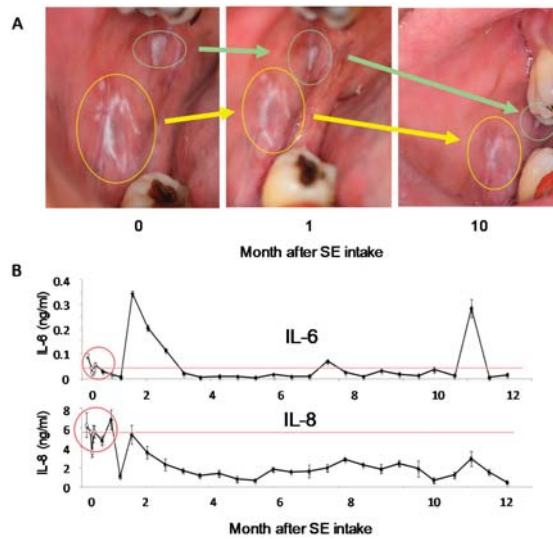 A
0 1 10
Month after SE intake
B
IL-6 (ng/ml)
0.4
0.3
0.2
0.1
0
IL-6
0 2 4 6 8 10 12
IL-8 (ng/ml)
8
6
4
2
0
IL-8
0 2 4 6 8 10 12
Month after SE intake